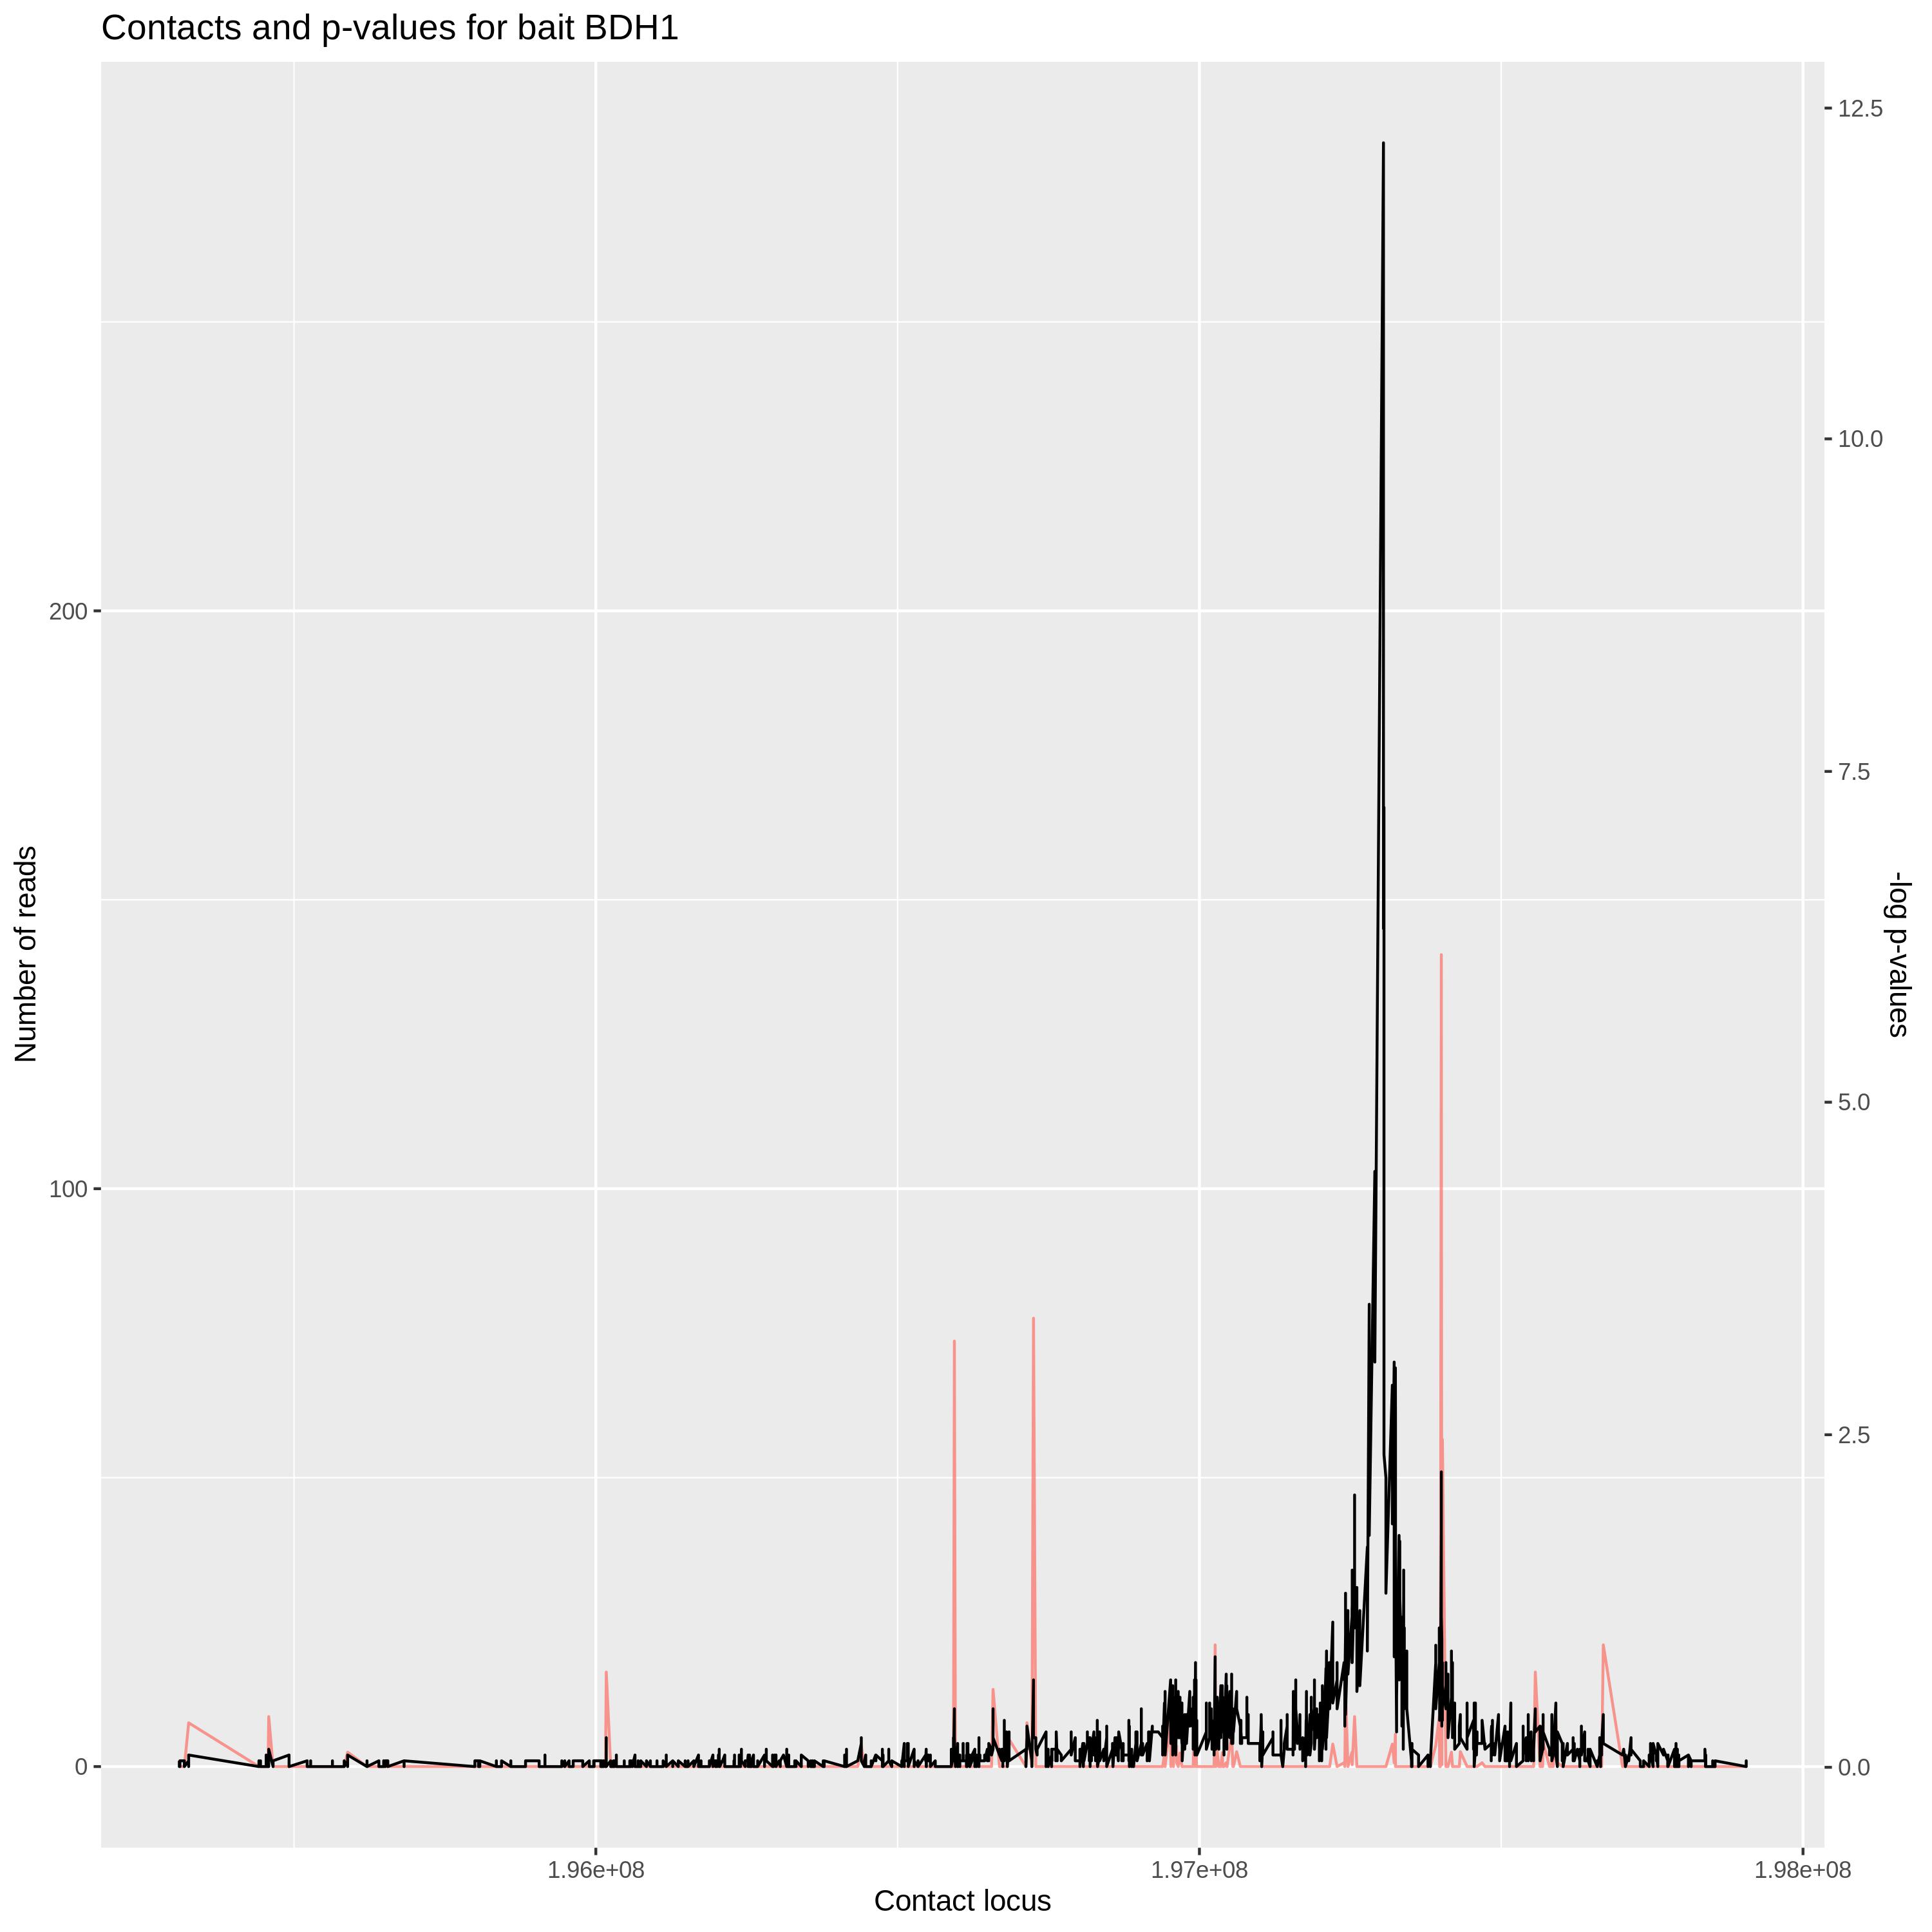 Contacts and p-values for bait BDH1
12.5
10.0
200
7.5
Number of reads
-log p-values
5.0
100
2.5
0
0.0
1.96e+08
1.97e+08
1.98e+08
Contact locus